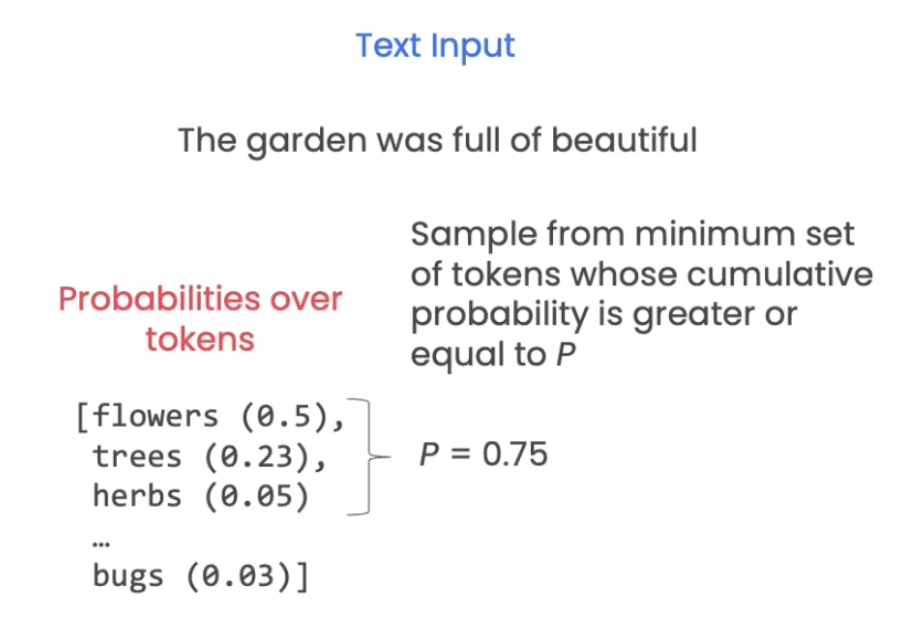 Text Input
The garden was full of beautiful
Sample from minimum set
of tokens whose cumulative
probability is greater or
equal to P
Probabilities over
tokens
[flowers (0.5),
trees (0.23),
herbs (0.05)
…
bugs (0.03)]
P = 0.75